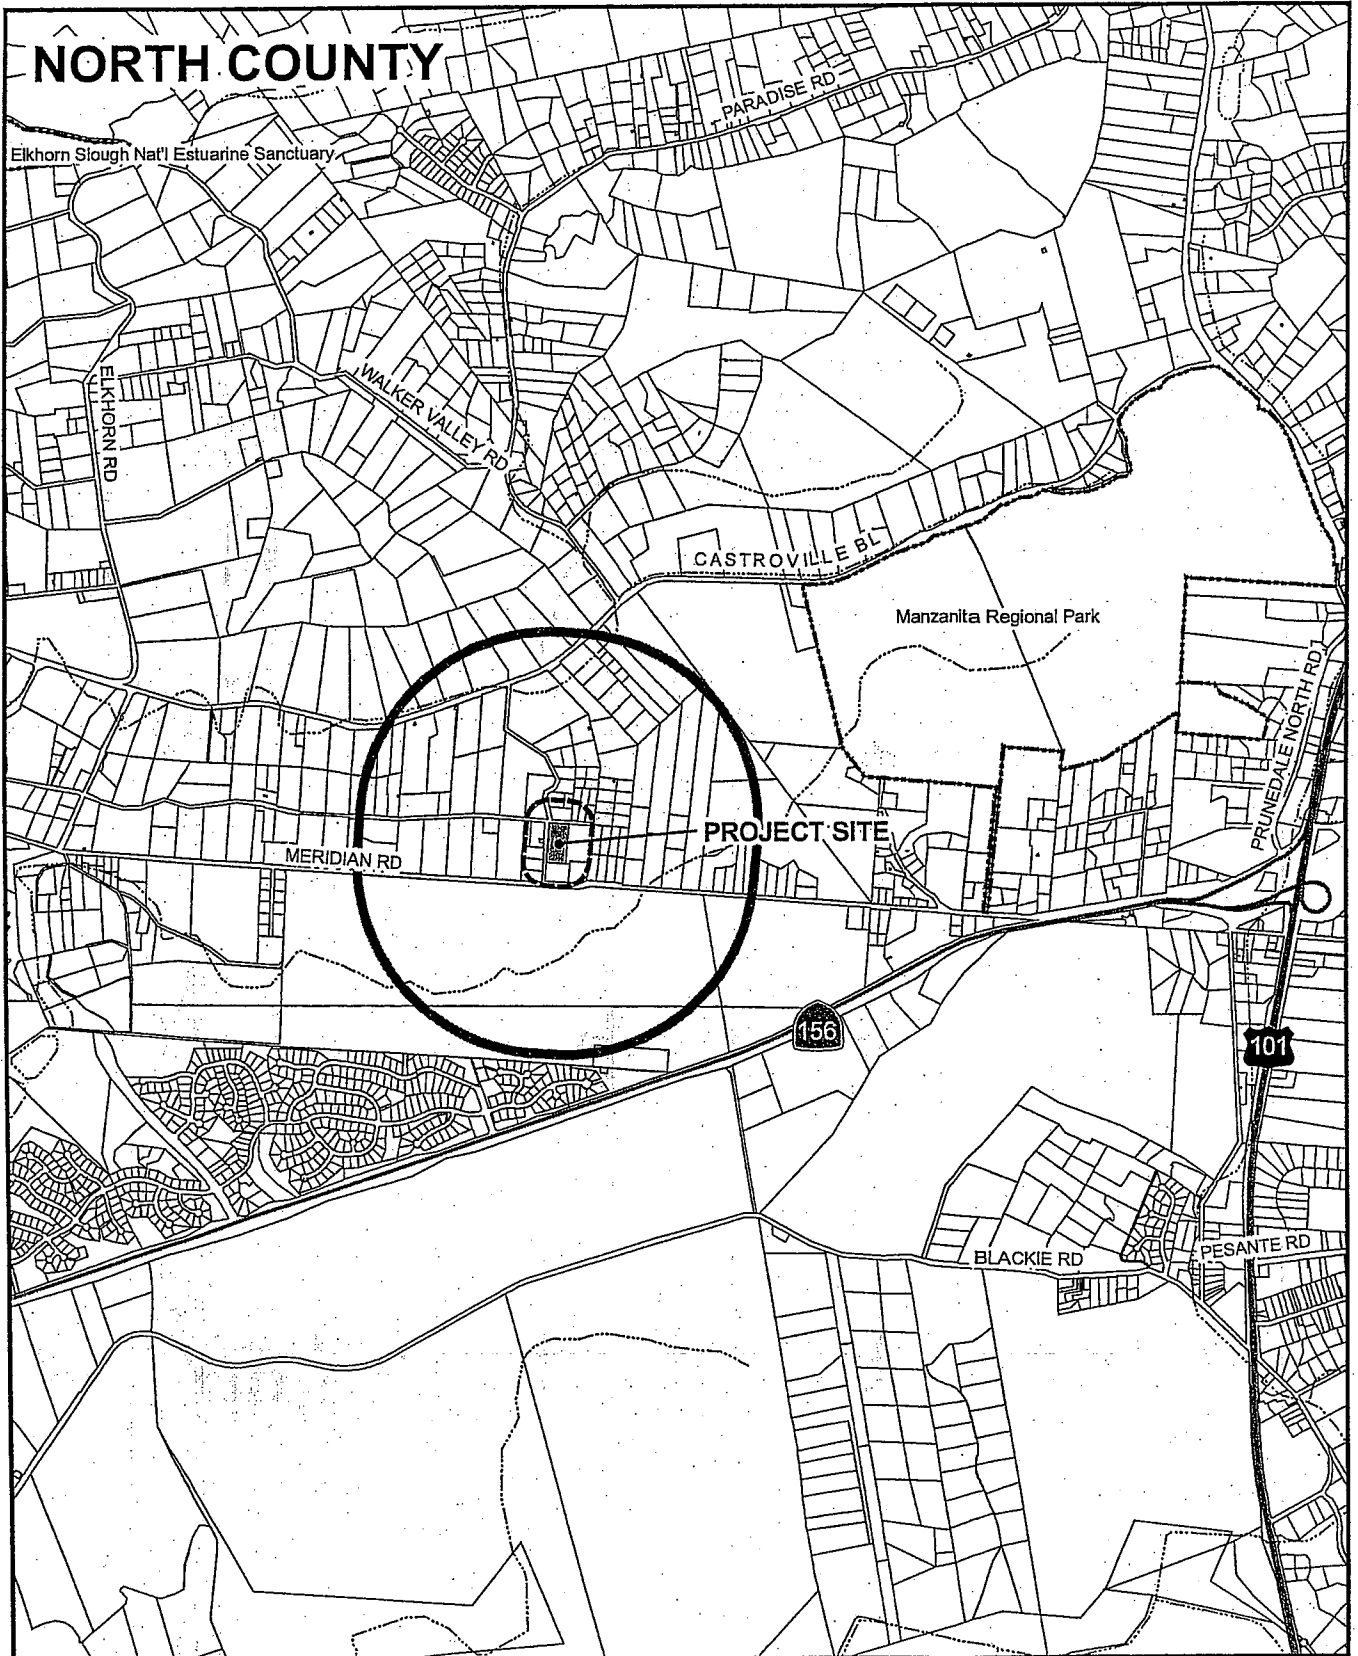 NORTH COUNTY
PARADISE RD
Elkhorn Slough Nat'l Estuarine Sanctuary
ELKHORN RD
WALKER VALLEY RD
CASTROVILLE BL
Manzanita Regional Park
PRUNEDALE NORTH RD
PROJECT SITE
MERIDIAN RD
156
101
BLACKIE RD
PESANTE RD